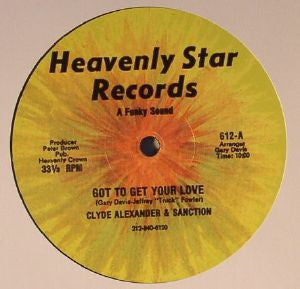 Heavenly Star
Records
A Funky Sound
Producer
Peter Brown
Pub.
Heavenly Crown
33⅓ RPM
612-A
Arranger
Gary Davis
Time: 10:00
GOT TO GET YOUR LOVE
(Gary Davis-Jeffrey "Truck" Fowler)
CLYDE ALEXANDER & SANCTION
212-840-6120